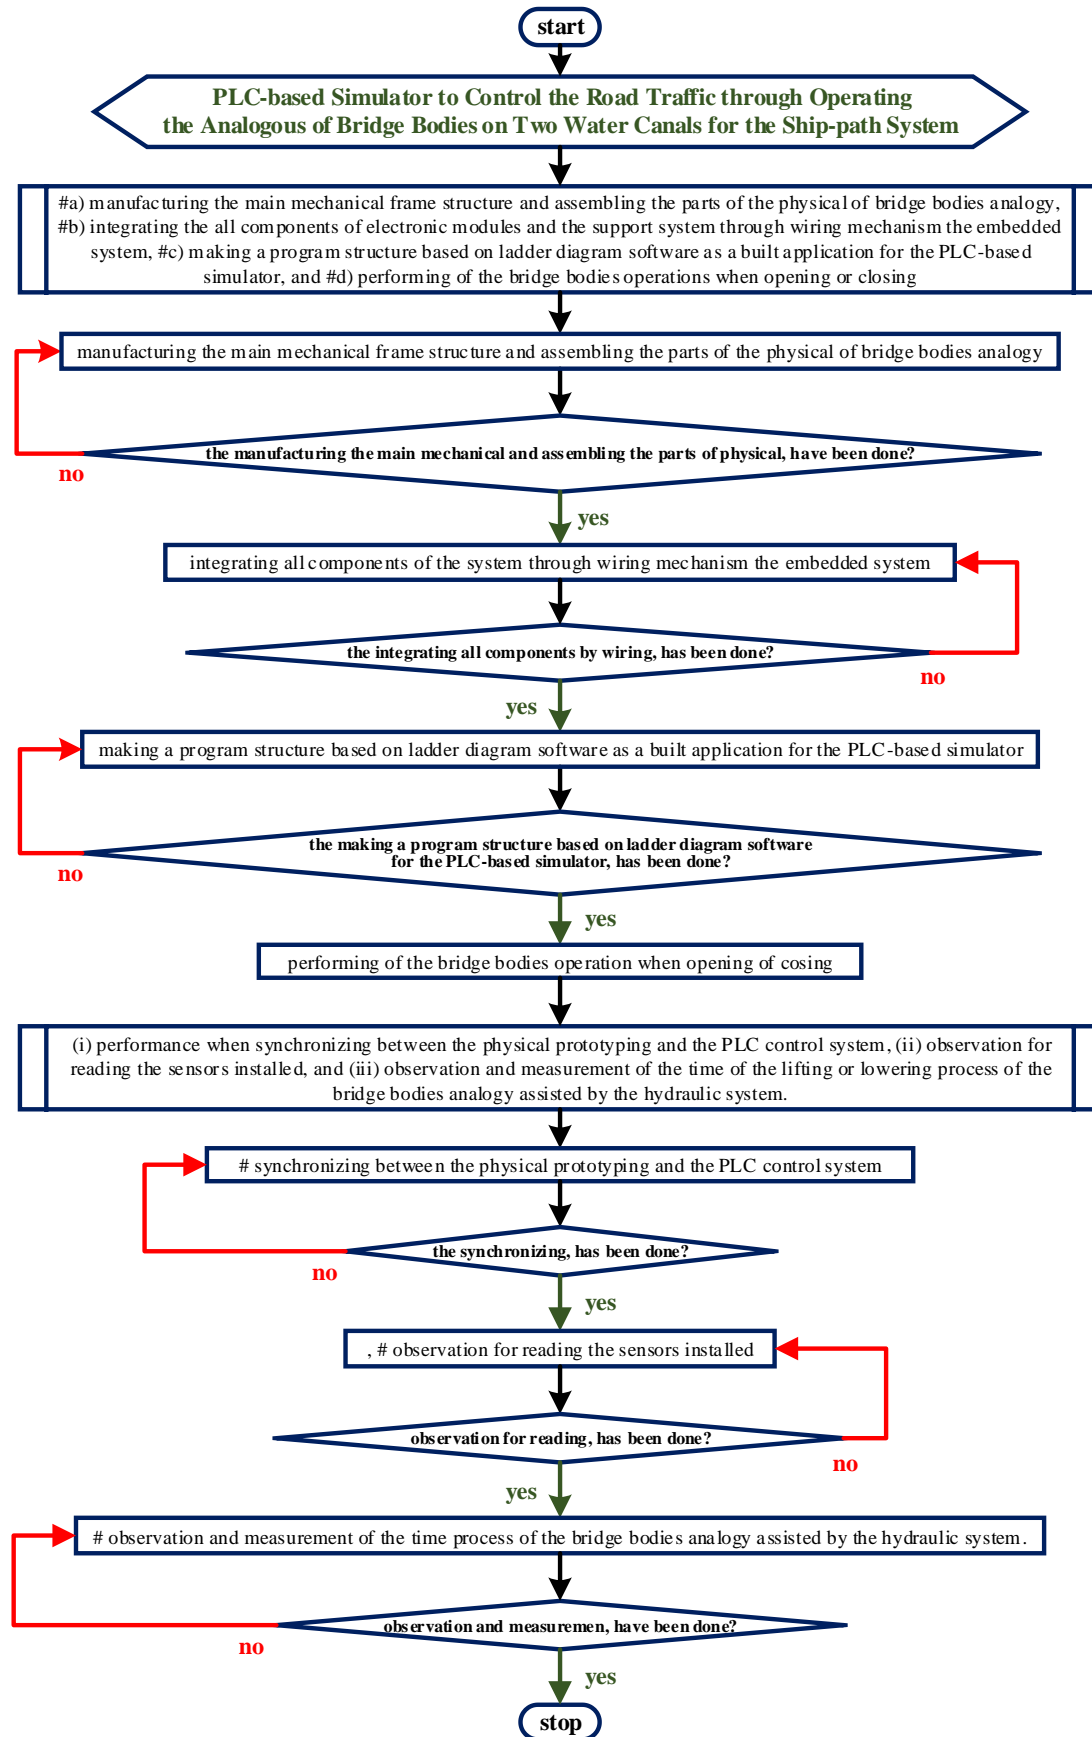 start
PLC-based Simulator to Control the Road Traffic through Operating
the Analogous of Bridge Bodies on Two Water Canals for the Ship-path System
#a) manufacturing the main mechanical frame structure and assembling the parts of the physical of bridge bodies analogy,
#b) integrating the all components of electronic modules and the support system through wiring mechanism the embedded
system, #c) making a program structure based on ladder diagram software as a built application for the PLC-based
simulator, and #d) performing of the bridge bodies operations when opening or closing
manufacturing the main mechanical frame structure and assembling the parts of the physical of bridge bodies analogy
the manufacturing the main mechanical and assembling the parts of physical, have been done?
no
yes
integrating all components of the system through wiring mechanism the embedded system
the integrating all components by wiring, has been done?
no
yes
making a program structure based on ladder diagram software as a built application for the PLC-based simulator
the making a program structure based on ladder diagram software
for the PLC-based simulator, has been done?
no
yes
performing of the bridge bodies operation when opening of cosing
(i) performance when synchronizing between the physical prototyping and the PLC control system, (ii) observation for
reading the sensors installed, and (iii) observation and measurement of the time of the lifting or lowering process of the
bridge bodies analogy assisted by the hydraulic system.
# synchronizing between the physical prototyping and the PLC control system
the synchronizing, has been done?
no
yes
, # observation for reading the sensors installed
observation for reading, has been done?
no
yes
# observation and measurement of the time process of the bridge bodies analogy assisted by the hydraulic system.
observation and measuremen, have been done?
no
yes
stop